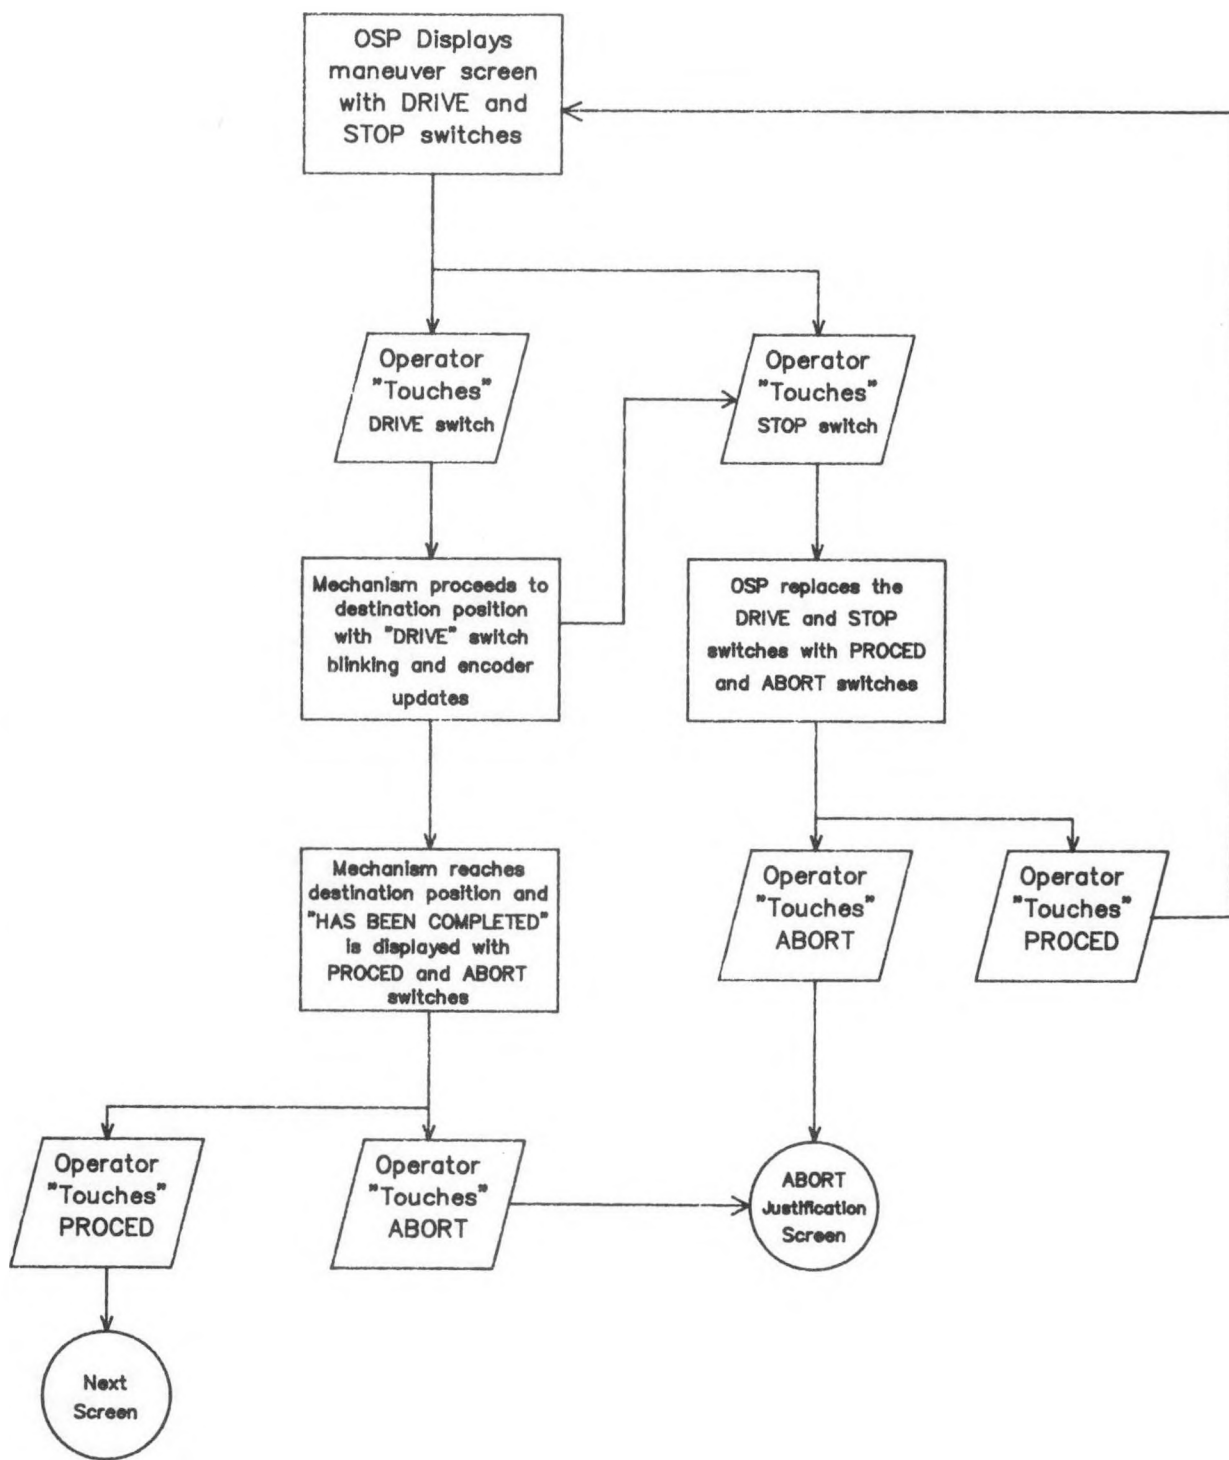 OSP Displays
maneuver screen
with DRIVE and
STOP switches
Operator
"Touches"
DRIVE switch
Operator
"Touches"
STOP switch
Mechanism proceeds to
destination position
with "DRIVE" switch
blinking and encoder
updates
OSP replaces the
DRIVE and STOP
switches with PROCED
and ABORT switches
Mechanism reaches
destination position and
"HAS BEEN COMPLETED"
is displayed with
PROCED and ABORT
switches
Operator
"Touches"
ABORT
Operator
"Touches"
PROCED
Operator
"Touches"
PROCED
Operator
"Touches"
ABORT
ABORT
Justification
Screen
Next
Screen